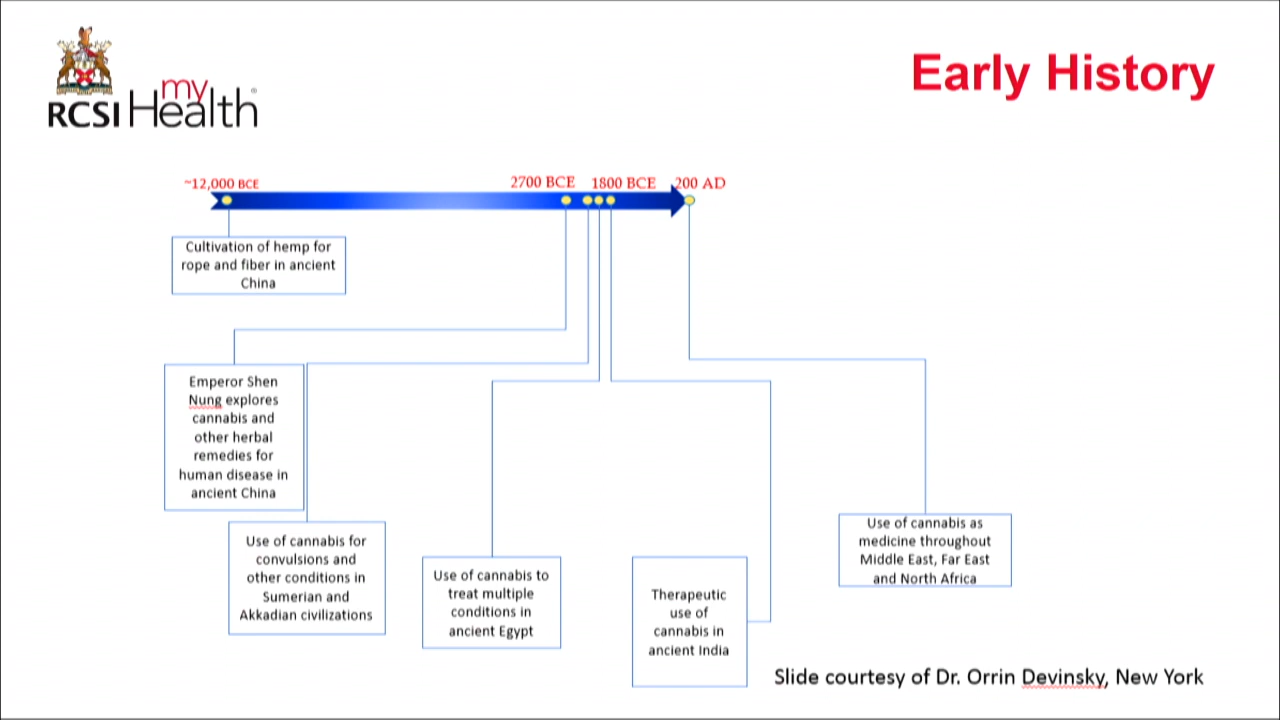 Early History
my
RCSI Health
~12,000 BCE
2700 BCE
1800 BCE
200 AD
Cultivation of hemp for
rope and fiber in ancient
China
Emperor Shen
Nung explores
cannabis and
other herbal
remedies for
human disease in
ancient China
Use of cannabis for
convulsions and
other conditions in
Sumerian and
Akkadian civilizations
Use of cannabis to
treat multiple
conditions in
ancient Egypt
Therapeutic
use of
cannabis in
ancient India
Use of cannabis as
medicine throughout
Middle East, Far East
and North Africa
Slide courtesy of Dr. Orrin Devinsky, New York